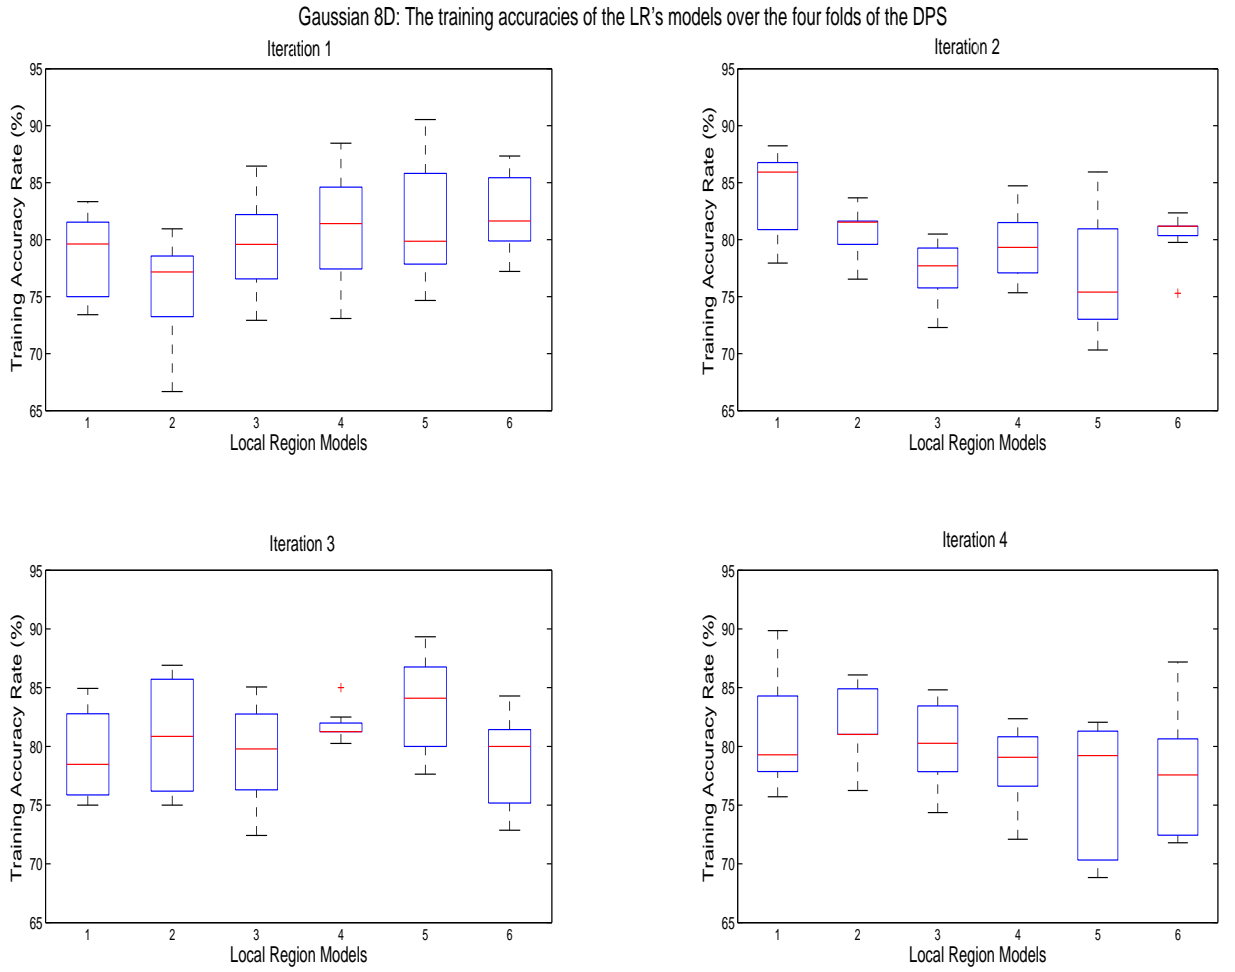 Gaussian 8D: The training accuracies of the LR's models over the four folds of the DPS
Iteration 1
Training Accuracy Rate (%)
95
90
85
80
75
70
65
1 2 3 4 5 6
Local Region Models
Iteration 2
Training Accuracy Rate (%)
95
90
85
80
75
70
65
1 2 3 4 5 6
Local Region Models
Iteration 3
Training Accuracy Rate (%)
95
90
85
80
75
70
65
1 2 3 4 5 6
Local Region Models
Iteration 4
Training Accuracy Rate (%)
95
90
85
80
75
70
65
1 2 3 4 5 6
Local Region Models